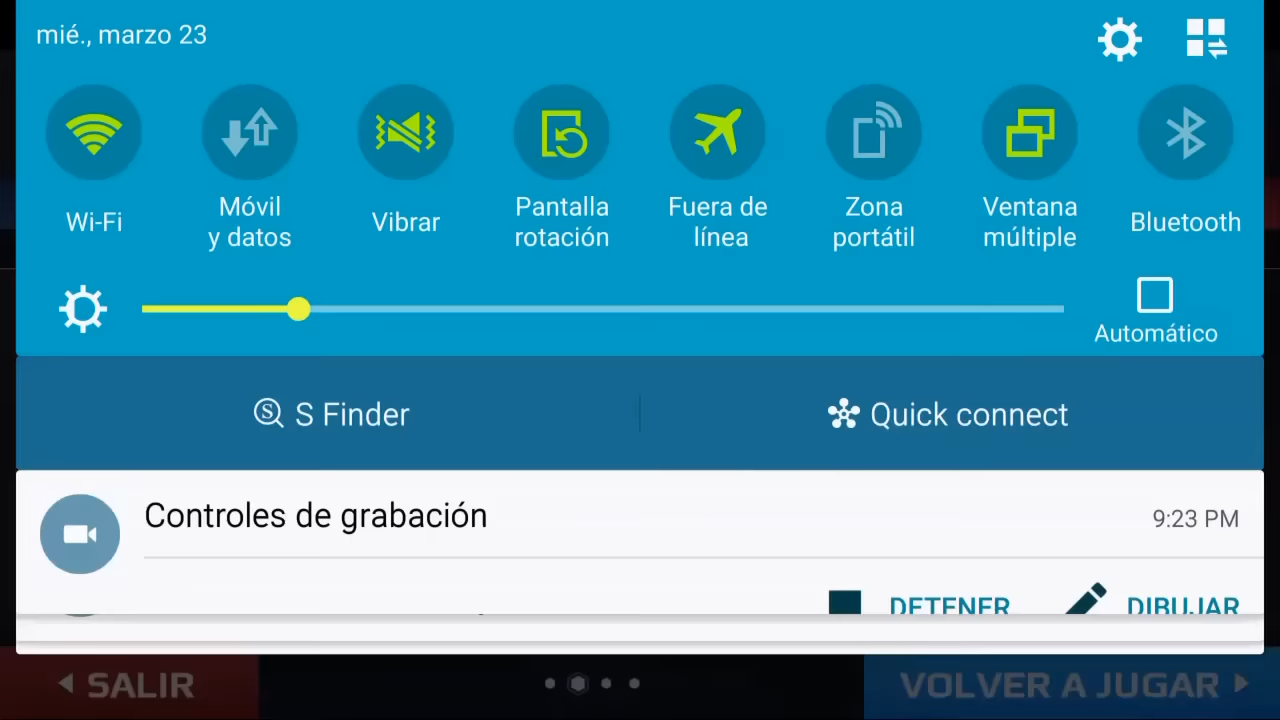 mié., marzo 23
Wi-Fi
Móvil
y datos
Vibrar
Pantalla
rotación
Fuera de
línea
Zona
portátil
Ventana
múltiple
Bluetooth
Automático
S Finder
Quick connect
Controles de grabación
9:23 PM
DETENER
DIBUJAR
SALIR
VOLVER A JUGAR